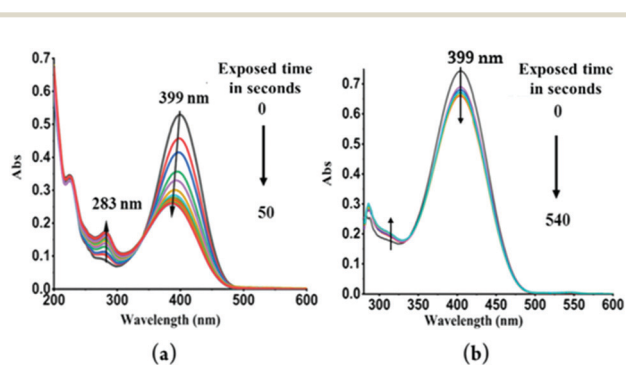 399 nm
Exposed time
in seconds
0
50
283 nm
0.7
0.6
0.5
0.4
0.3
0.2
0.1
0.0
Abs
200 300 400 500 600
Wavelength (nm)
(a)
399 nm
Exposed time
in seconds
0
540
0.7
0.6
0.5
0.4
0.3
0.2
0.1
0.0
Abs
300 350 400 450 500 550 600
Wavelength (nm)
(b)